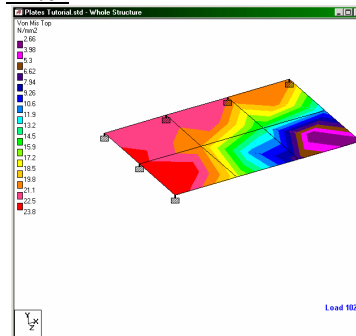 Plates Tutorial.std - Whole Structure
Von Mis Top
N/mm2
2.66
3.98
5.3
6.62
7.94
9.26
10.6
11.9
13.2
14.5
15.9
17.2
18.5
19.8
21.1
22.5
23.8
Load 102
Y
X
Z